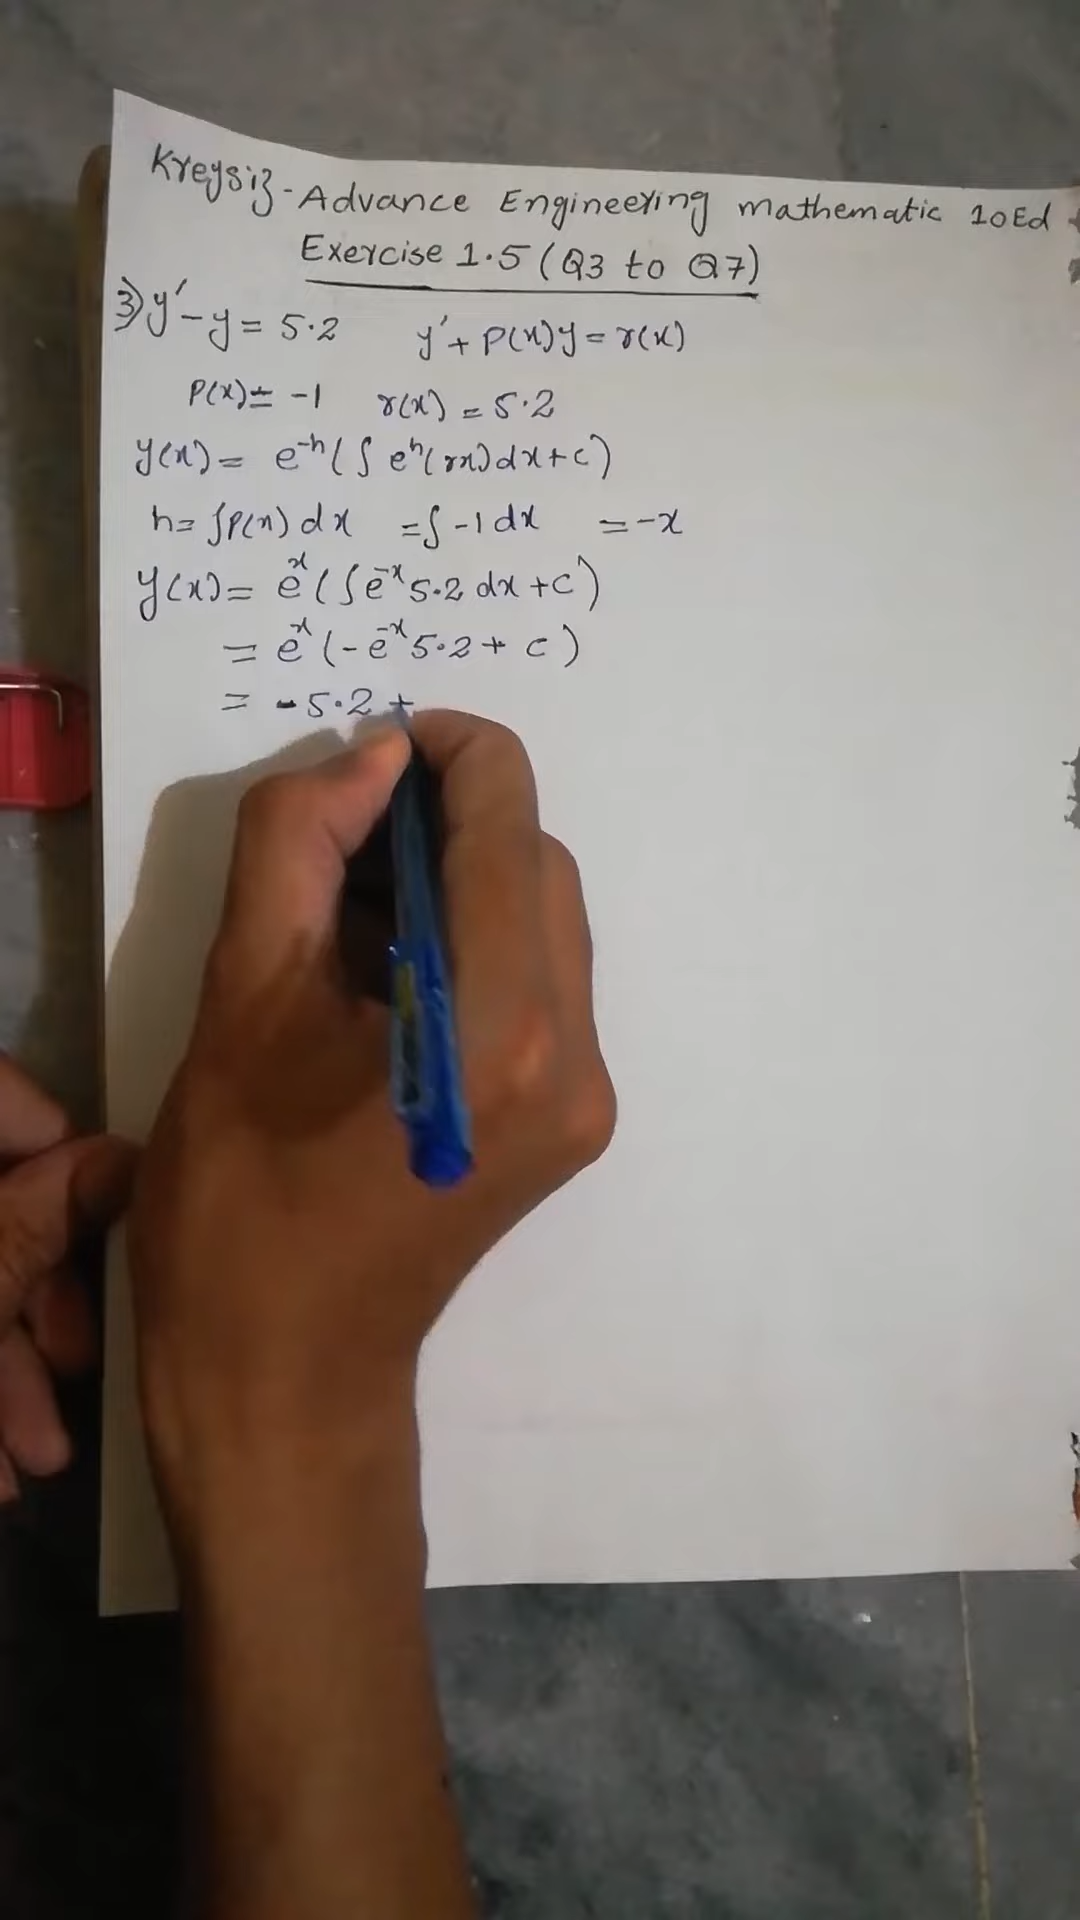 Kreysiz - Advance Engineering mathematic 10Ed
Exercise 1.5 (Q3 to Q7)
3) y' - y = 5.2 y' + P(x)y = r(x)
P(x) = -1 r(x) = 5.2
y(x) = e^-h (∫ e^h (rx) dx + c)
h = ∫P(x) dx = ∫ -1 dx = -x
y(x) = e^x (∫ e^-x 5.2 dx + c)
= e^x (- e^-x 5.2 + c)
= - 5.2 +